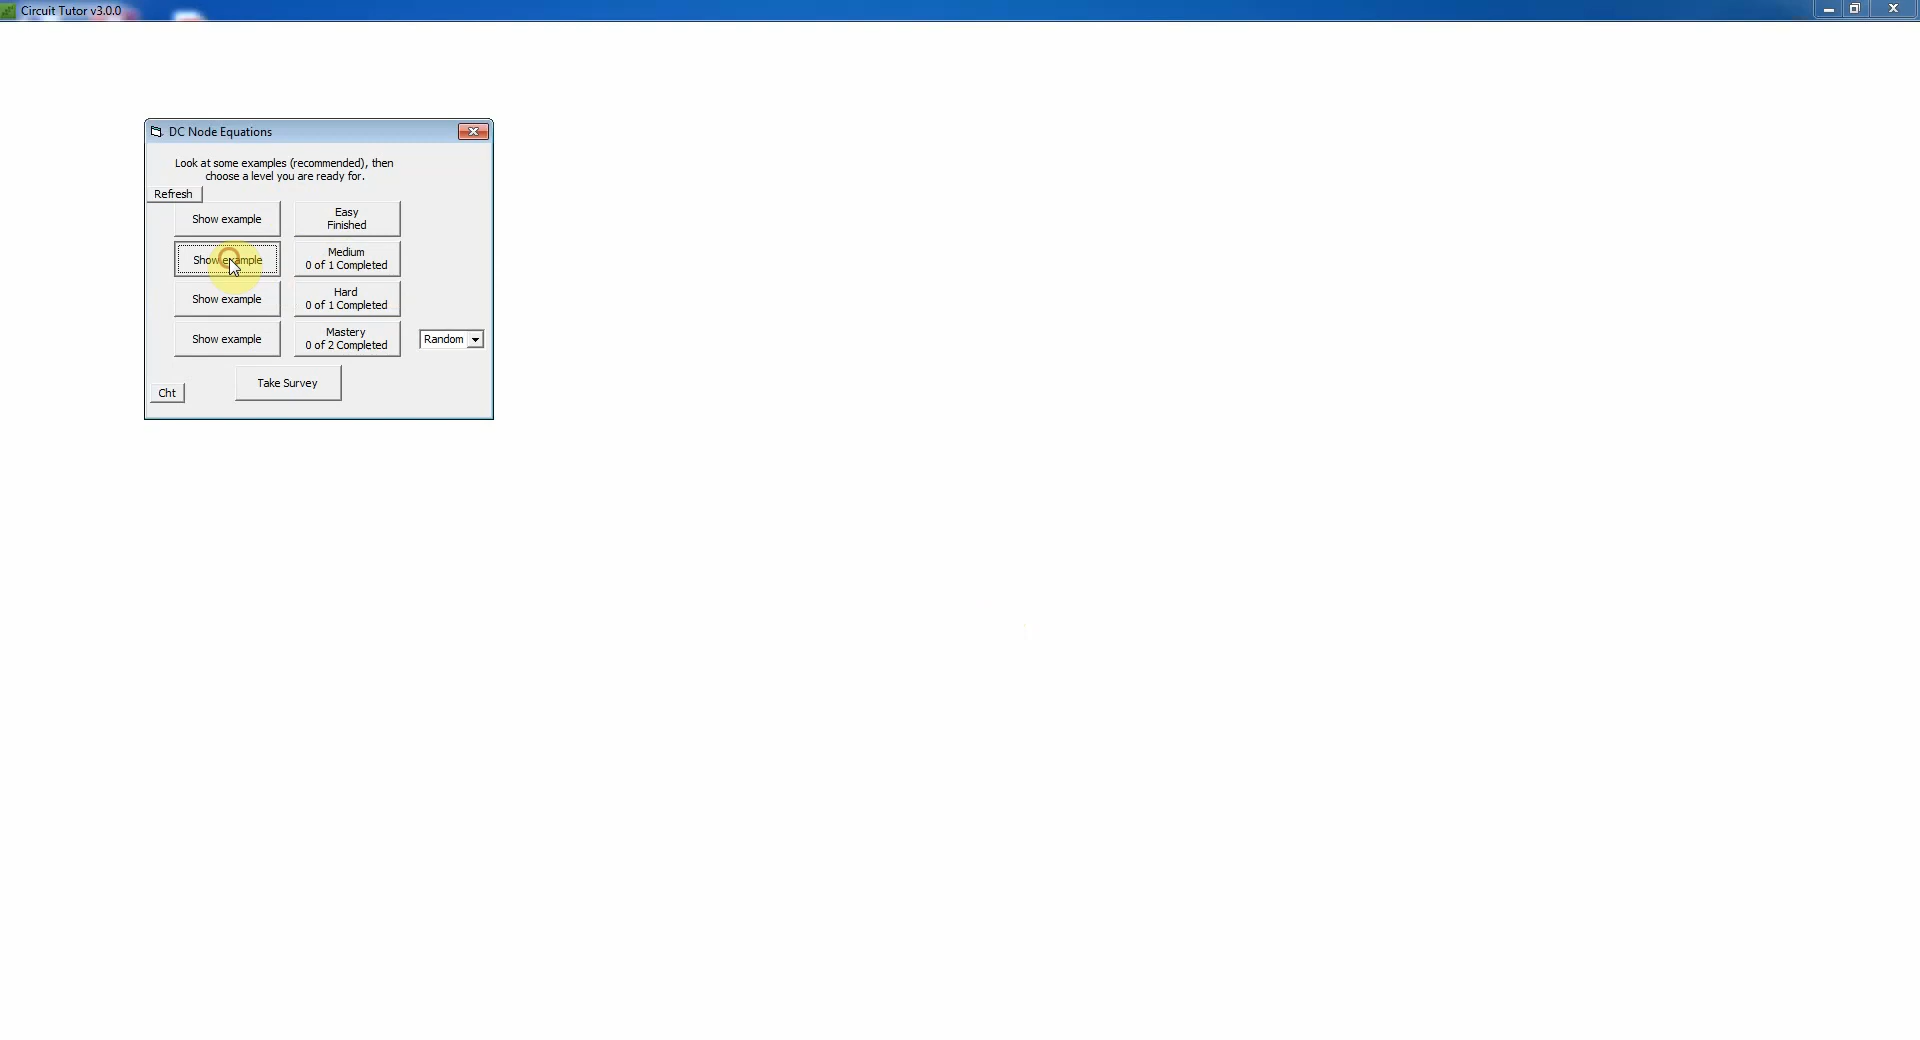 Circuit Tutor v3.0.0
DC Node Equations
Look at some examples (recommended), then
choose a level you are ready for.
Refresh
Show example
Easy
Finished
Show example
Medium
0 of 1 Completed
Show example
Hard
0 of 1 Completed
Show example
Mastery
0 of 2 Completed
Random
Take Survey
Cht